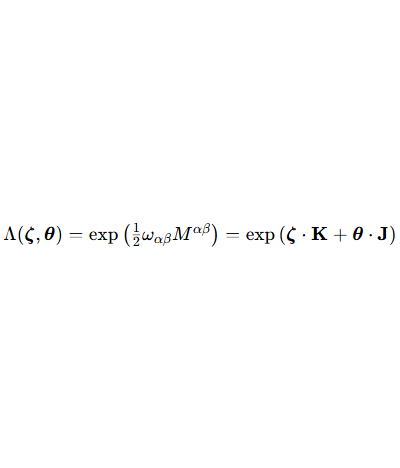 Λ(ζ, θ) = exp (½ω_{αβ}M^{αβ}) = exp (ζ · K + θ · J)